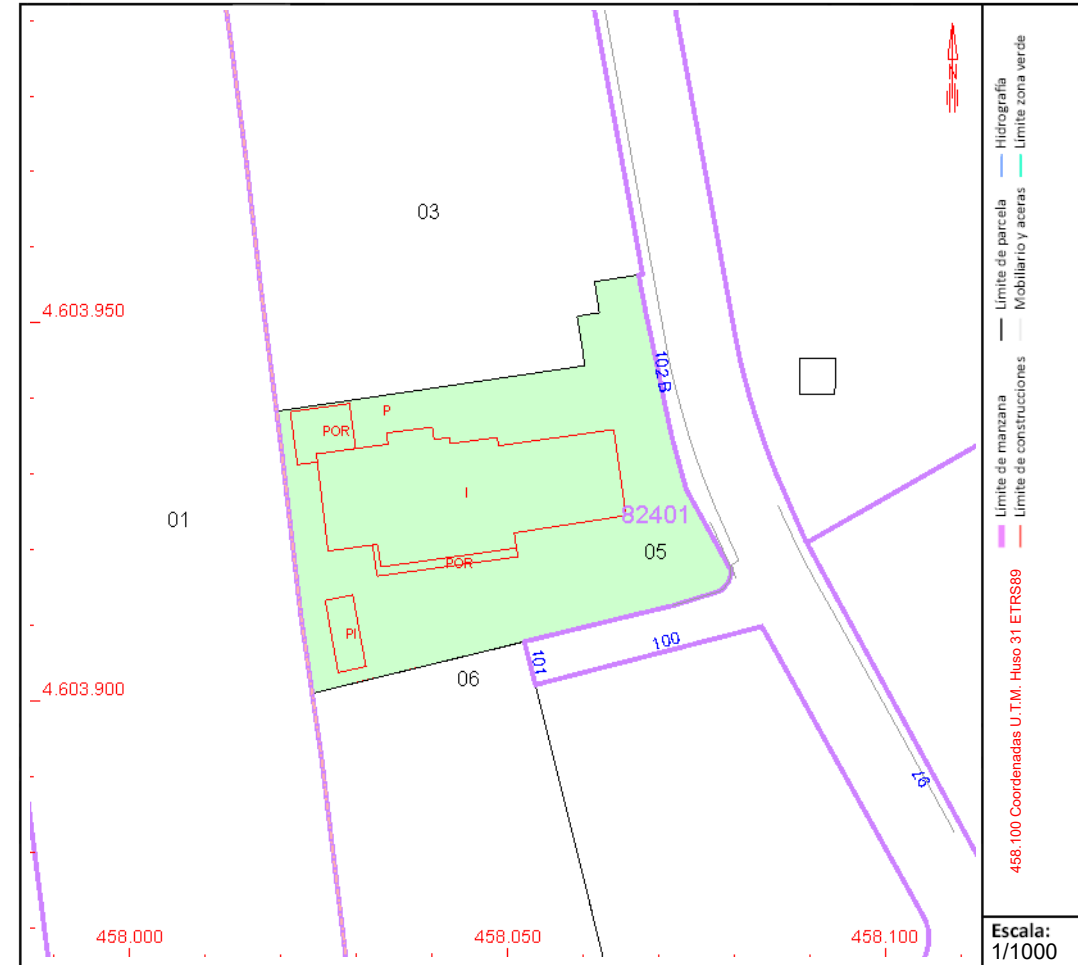 03
4.603.950
102 B
P
POR
I
82401
01
05
POR
PI
100
101
06
4.603.900
97
458.000
458.050
458.100
N
Límite de manzana
Límite de parcela
Hidrografía
Límite de construcciones
Mobiliario y aceras
Límite zona verde
458.100 Coordenadas U.T.M. Huso 31 ETRS89
Escala:
1/1000